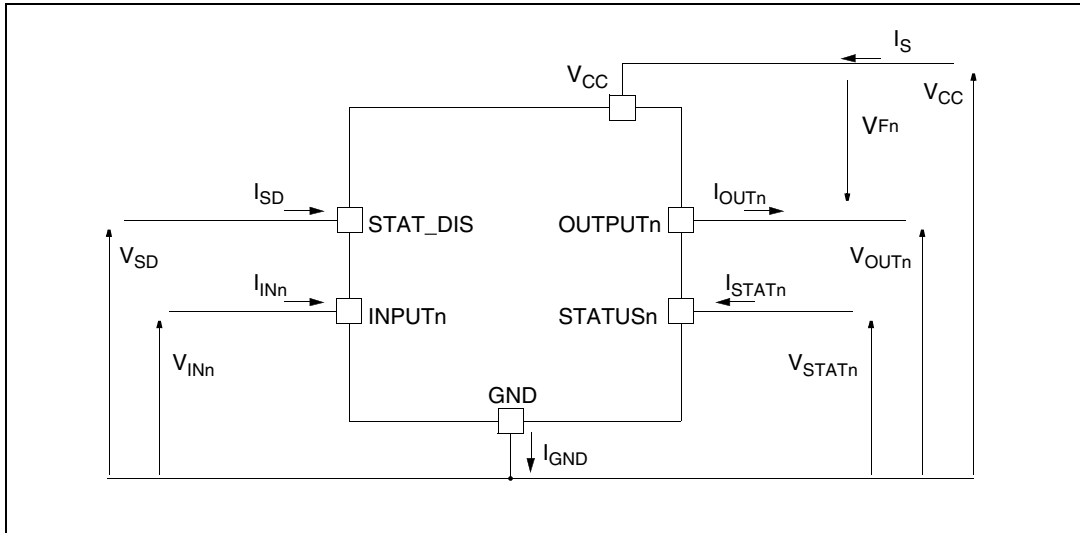 I_S
V_CC
V_CC
V_Fn
I_SD
I_OUTn
STAT_DIS
OUTPUTn
V_SD
V_OUTn
I_INn
I_STATn
INPUTn
STATUSn
V_INn
V_STATn
GND
I_GND